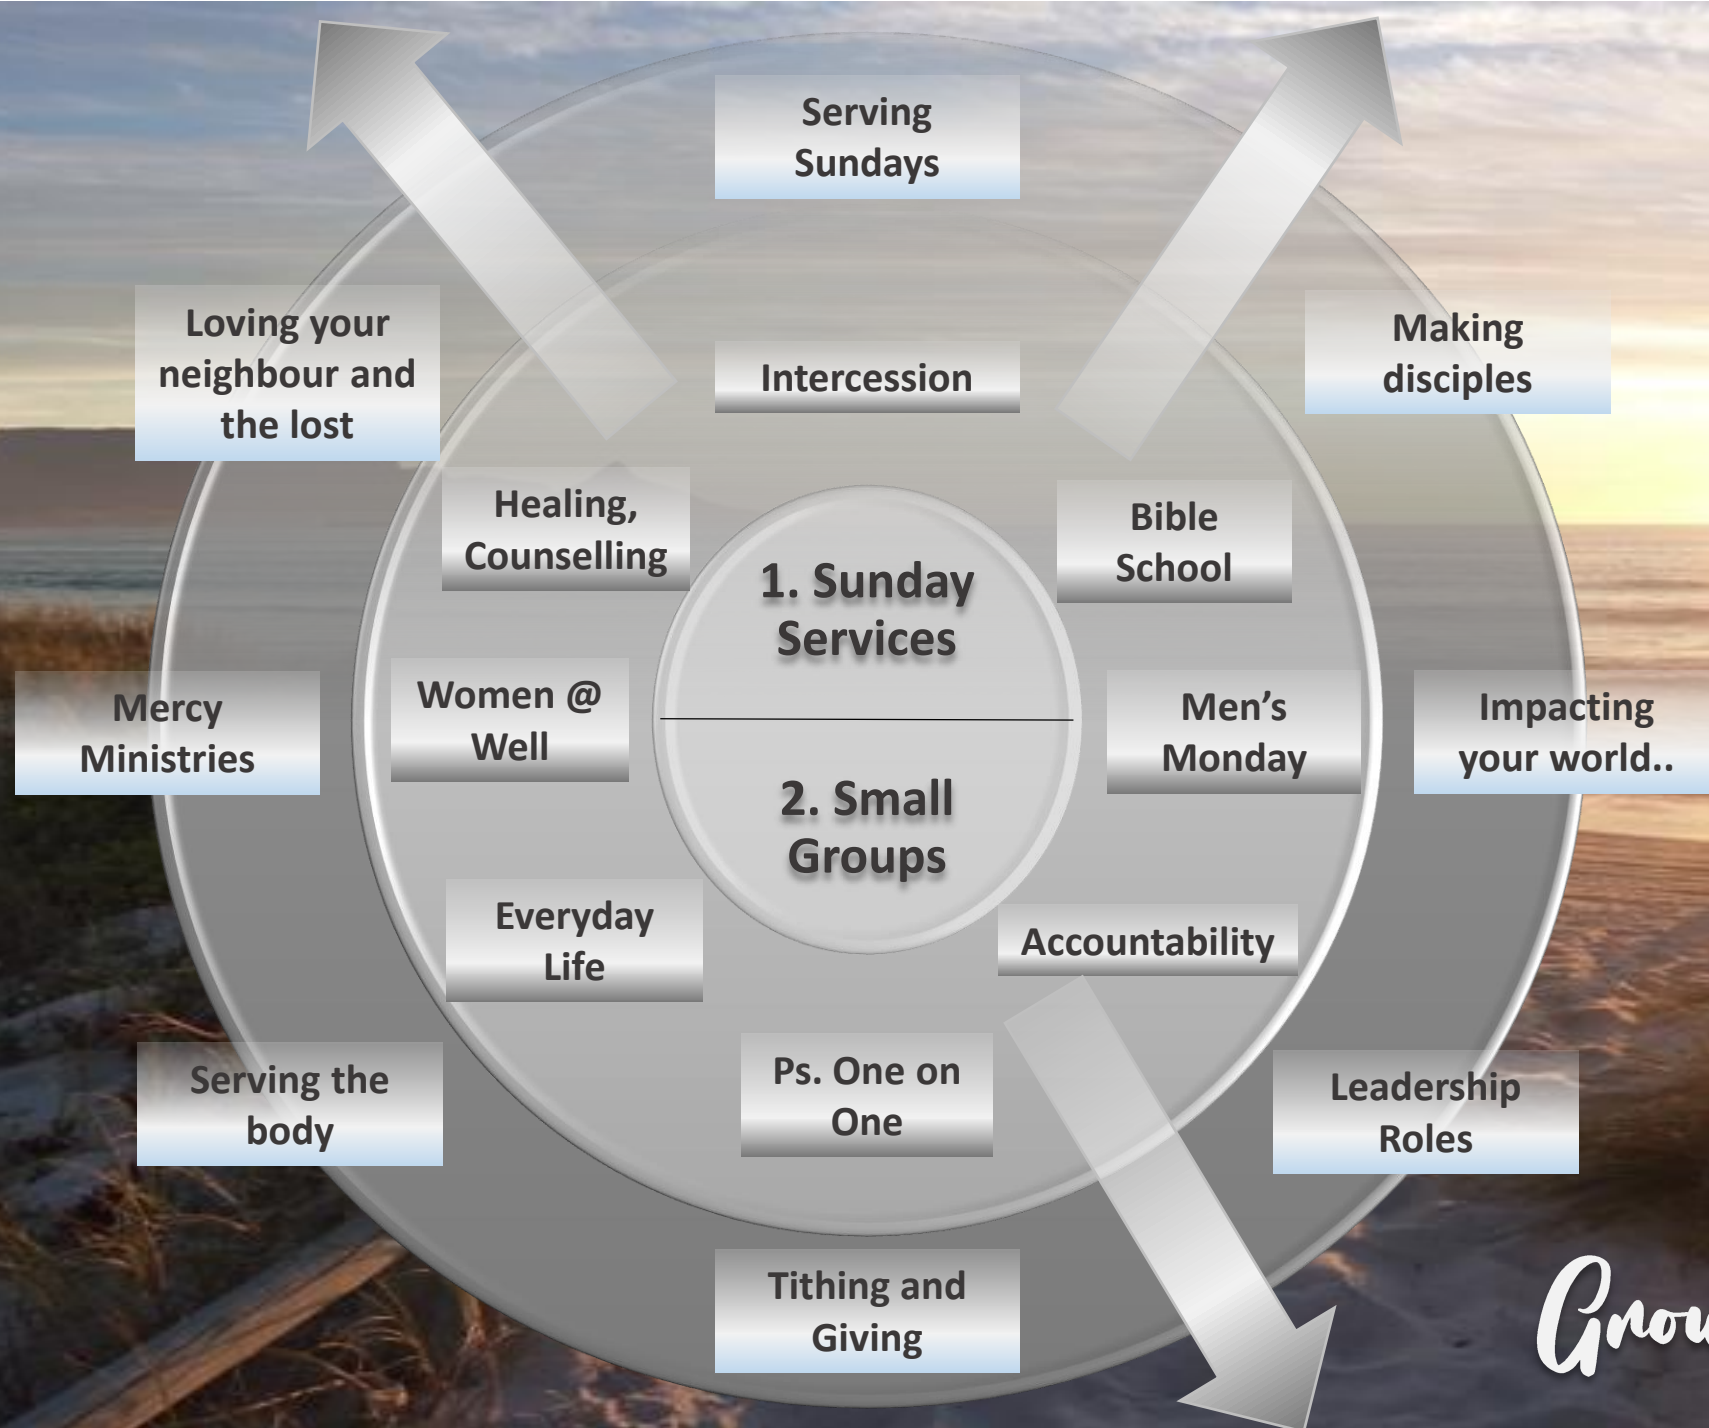 Serving
Sundays
Loving your
neighbour and
the lost
Making
disciples
Intercession
Healing,
Counselling
Bible
School
1. Sunday
Services
Mercy
Ministries
Women @
Well
Men’s
Monday
Impacting
your world..
2. Small
Groups
Everyday
Life
Accountability
Serving the
body
Ps. One on
One
Leadership
Roles
Tithing and
Giving